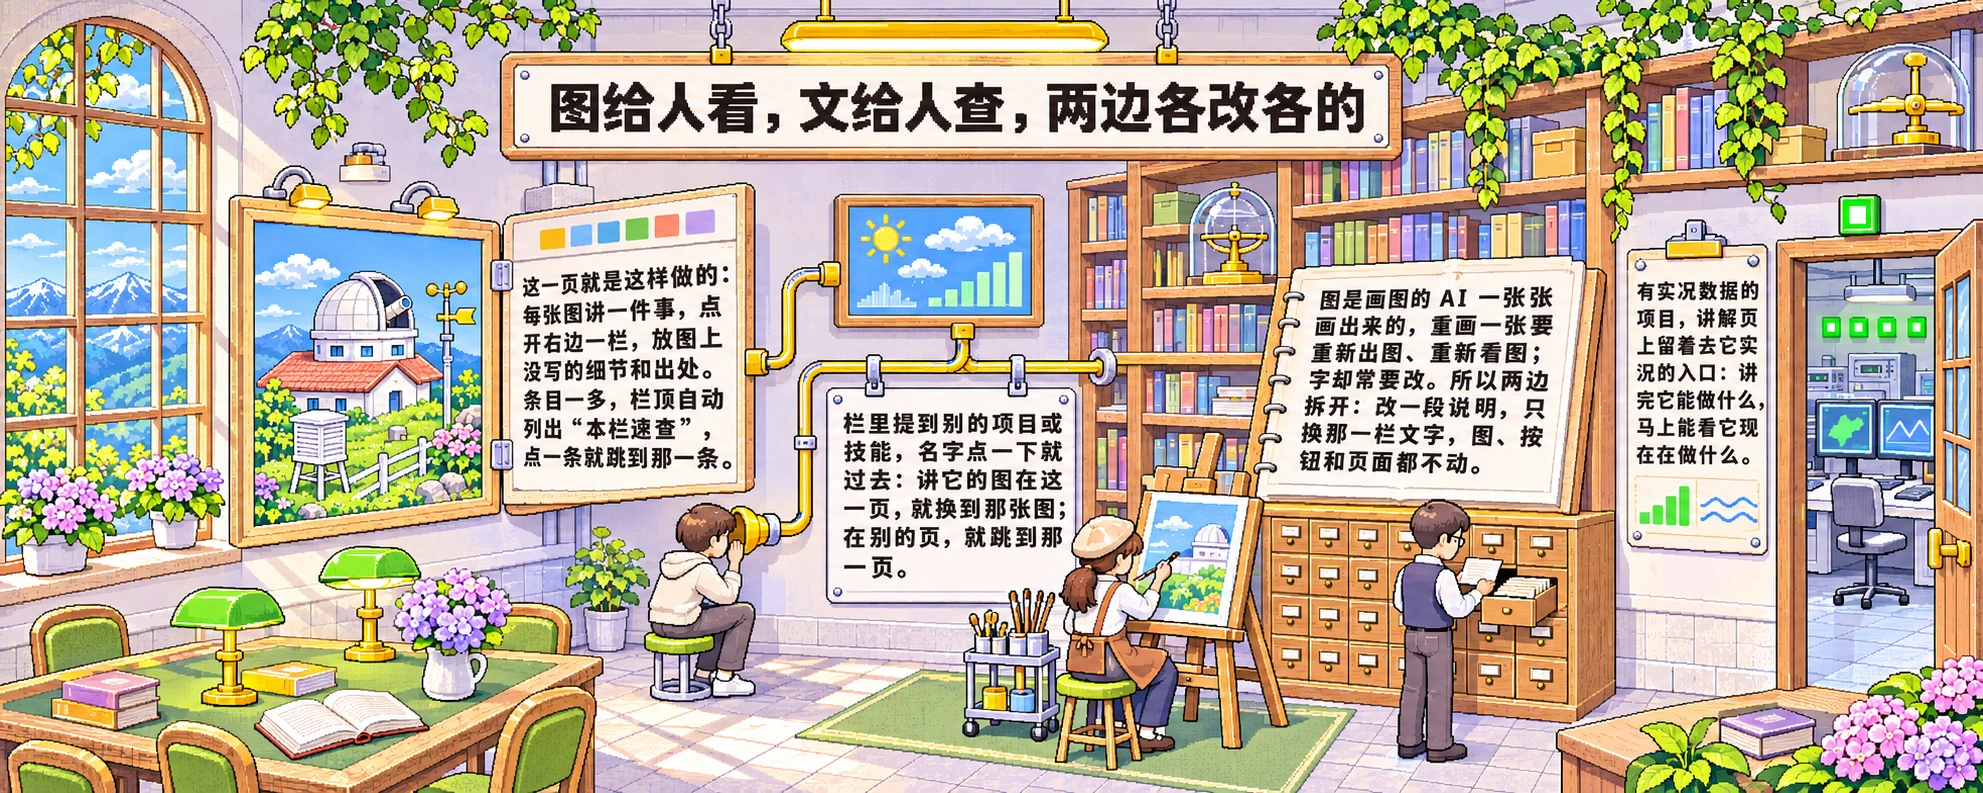 图给人看，文给人查，两边各改各的
这一页就是这样做的：
每张图讲一件事，点
开右边一栏，放图上
没写的细节和出处。
条目一多，栏顶自动
列出“本栏速查”，
点一条就跳到那一条。
栏里提到别的项目或
技能，名字点一下就
过去：讲它的图在这
一页，就换到那张图；
在别的页，就跳到那
一页。
图是画图的 AI 一张张
画出来的，重画一张要
重新出图、重新看图；
字却常要改。所以两边
拆开：改一段说明，只
换那一栏文字，图、按
钮和页面都不动。
有实况数据的
项目，讲解页
上留着去它实
况的入口：讲
完它能做什么，
马上能看它现
在在做什么。